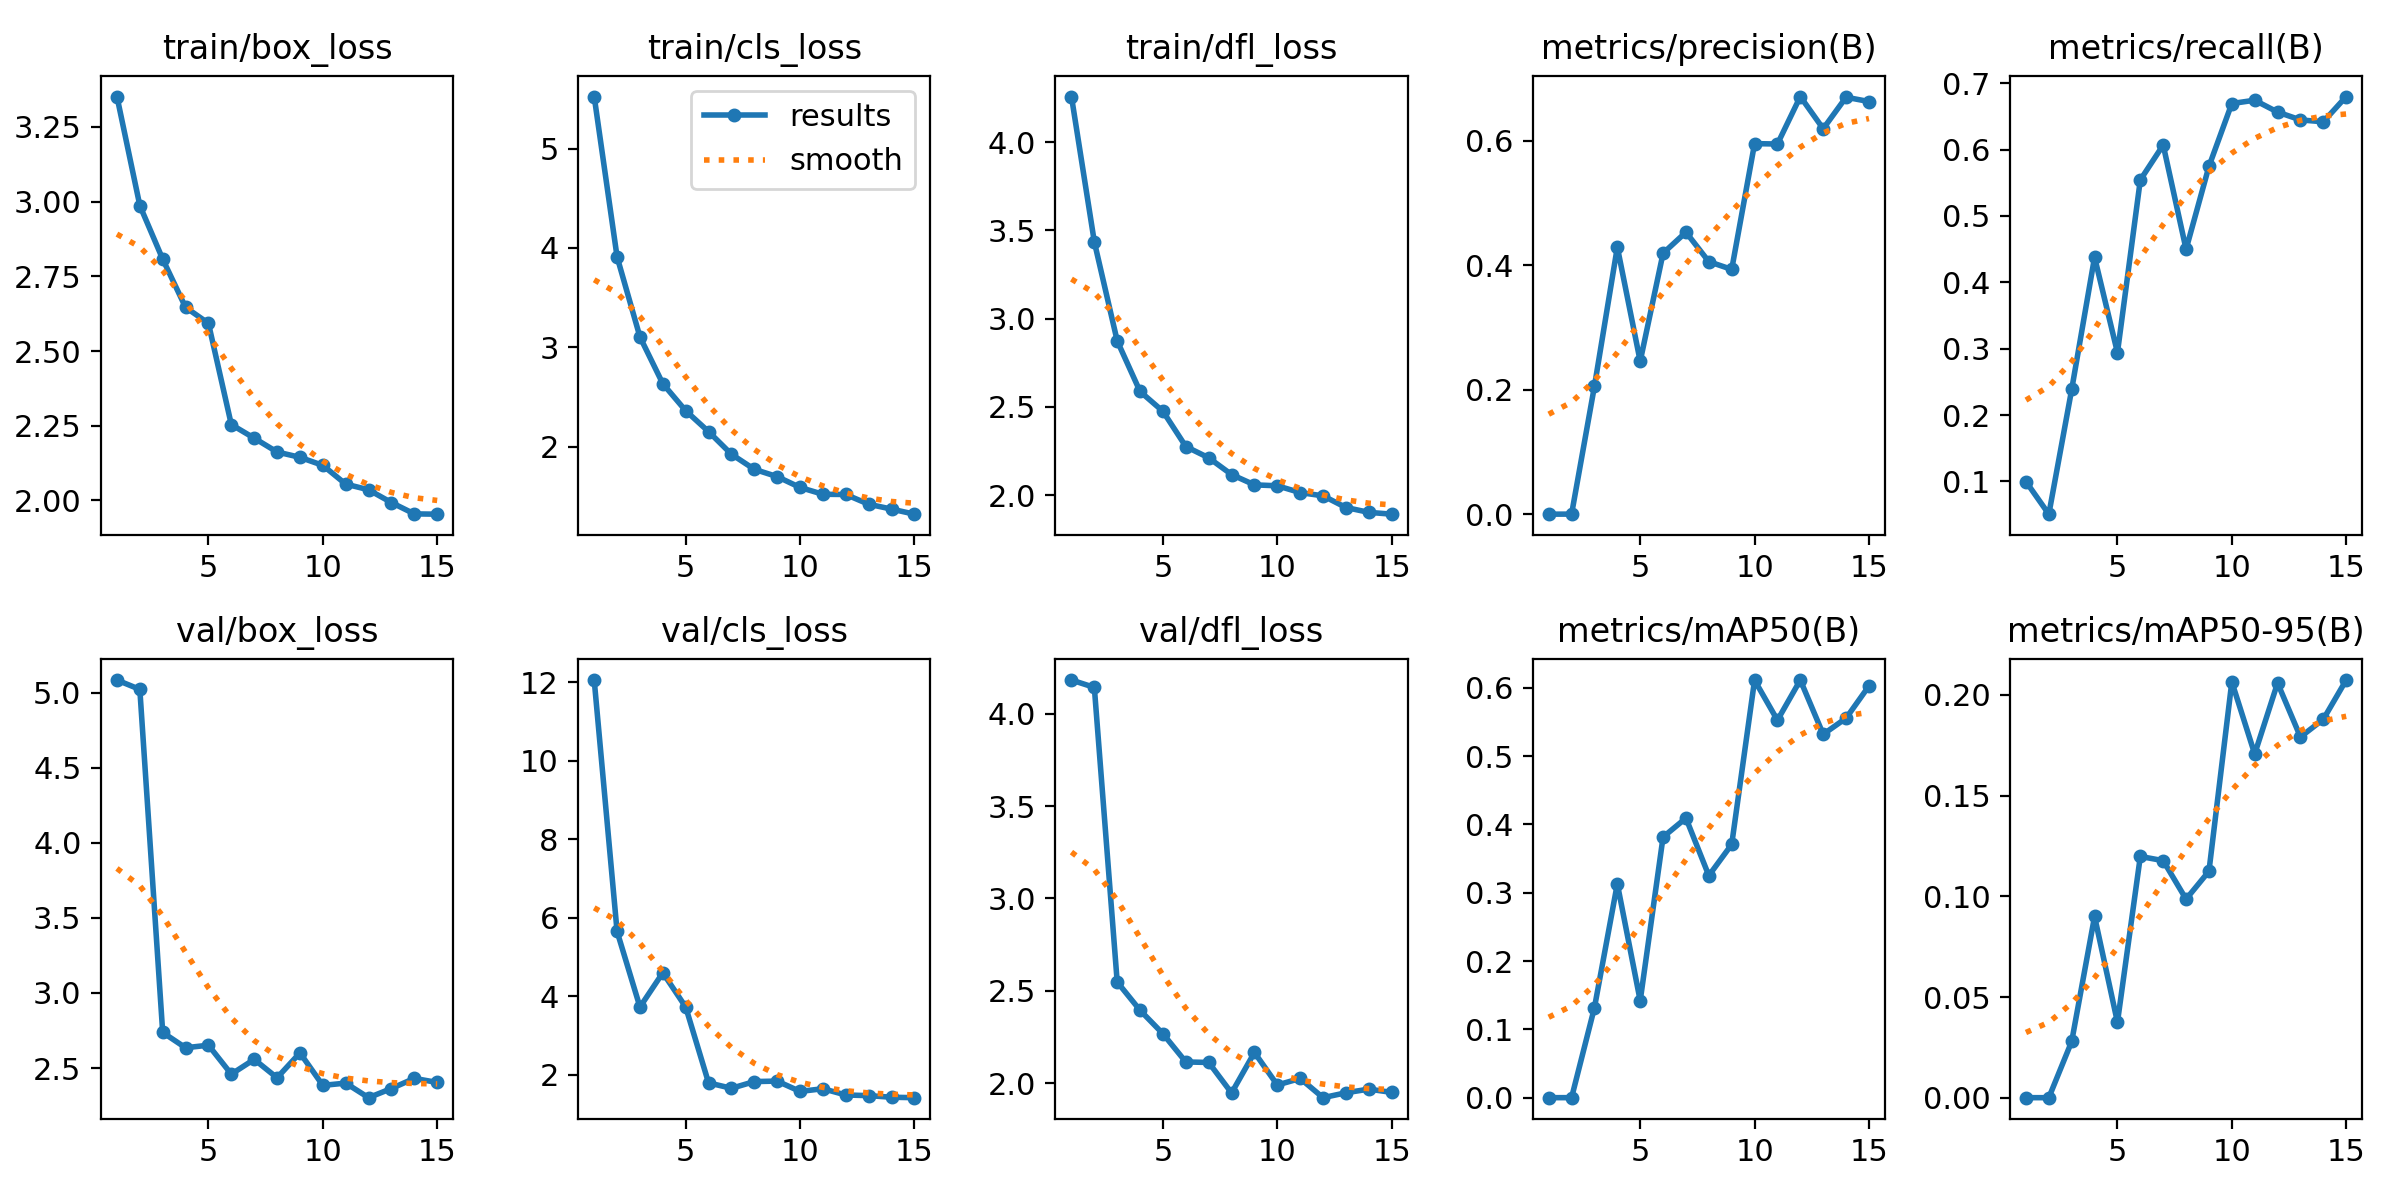 train/box_loss
3.25
3.00
2.75
2.50
2.25
2.00
5 10 15
train/cls_loss
results
smooth
5
4
3
2
5 10 15
train/dfl_loss
4.0
3.5
3.0
2.5
2.0
5 10 15
metrics/precision(B)
0.6
0.4
0.2
0.0
5 10 15
metrics/recall(B)
0.7
0.6
0.5
0.4
0.3
0.2
0.1
5 10 15
val/box_loss
5.0
4.5
4.0
3.5
3.0
2.5
5 10 15
val/cls_loss
12
10
8
6
4
2
5 10 15
val/dfl_loss
4.0
3.5
3.0
2.5
2.0
5 10 15
metrics/mAP50(B)
0.6
0.5
0.4
0.3
0.2
0.1
0.0
5 10 15
metrics/mAP50-95(B)
0.20
0.15
0.10
0.05
0.00
5 10 15